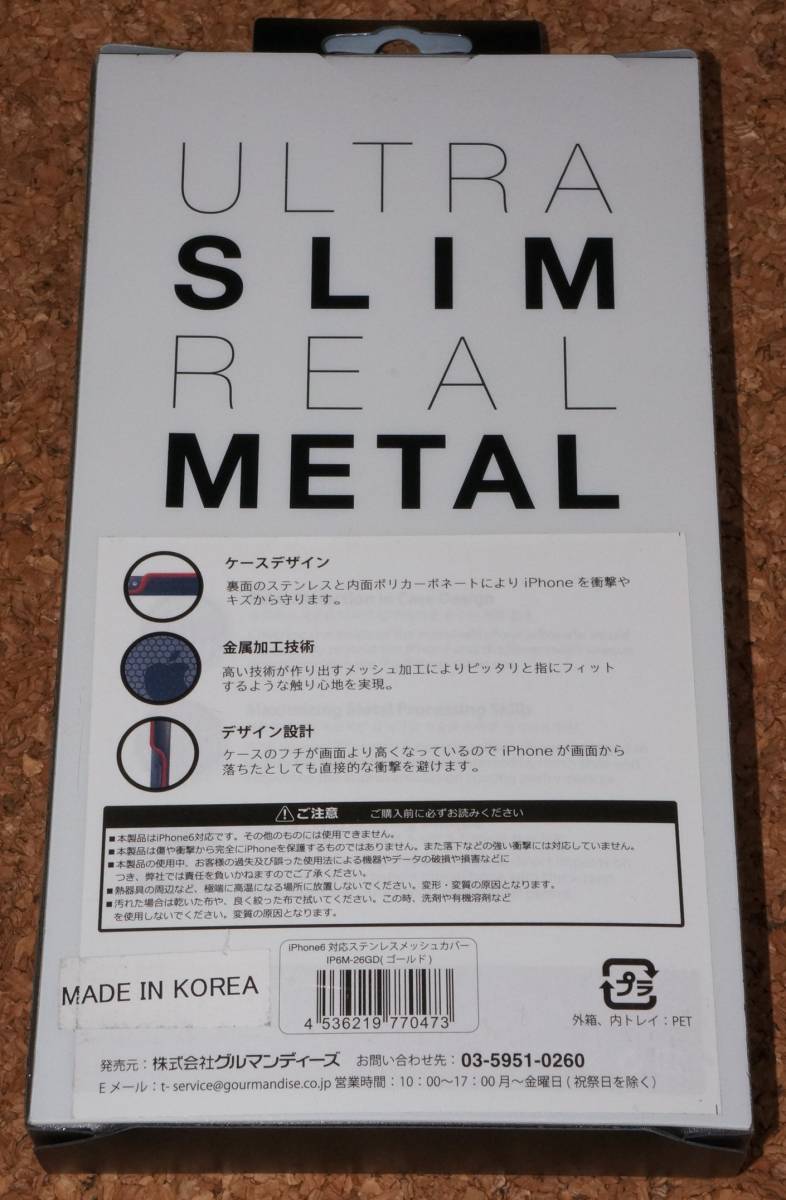 ULTRA
SLIM
REAL
METAL
ケースデザイン
裏面のステンレスと内面ポリカーボネートにより iPhone を衝撃や
キズから守ります。
金属加工技術
高い技術が作り出すメッシュ加工によりピッタリと指にフィット
するような触り心地を実現。
デザイン設計
ケースのフチが画面より高くなっているので iPhone が画面から
落ちたとしても直接的な衝撃を避けます。
ご注意 ご購入前に必ずお読みください
■本製品はiPhone6対応です。その他のものには使用できません。
■本製品は傷や衝撃から完全にiPhoneを保護するものではありません。また落下などの強い衝撃には対応していません。
■本製品の使用中、お客様の過失及び誤った使用法による機器やデータの破損や損害などに
つき、弊社では責任を負いかねますのでご了承ください。
■熱器具の周辺など、極端に高温になる場所に放置しないでください。変形・変質の原因となります。
■汚れた場合は乾いた布や、良く絞った布で拭いてください。この時、洗剤や有機溶剤など
を使用しないでください。変質の原因となります。
MADE IN KOREA
iPhone6 対応ステンレスメッシュカバー
IP6M-26GD(ゴールド)
4 536219 770473
プラ
外箱、内トレイ：PET
発売元：株式会社グルマンディーズ お問い合わせ先：03-5951-0260
Eメール：t- service@gourmandise.co.jp 営業時間：10：00〜17：00 月〜金曜日(祝祭日を除く)